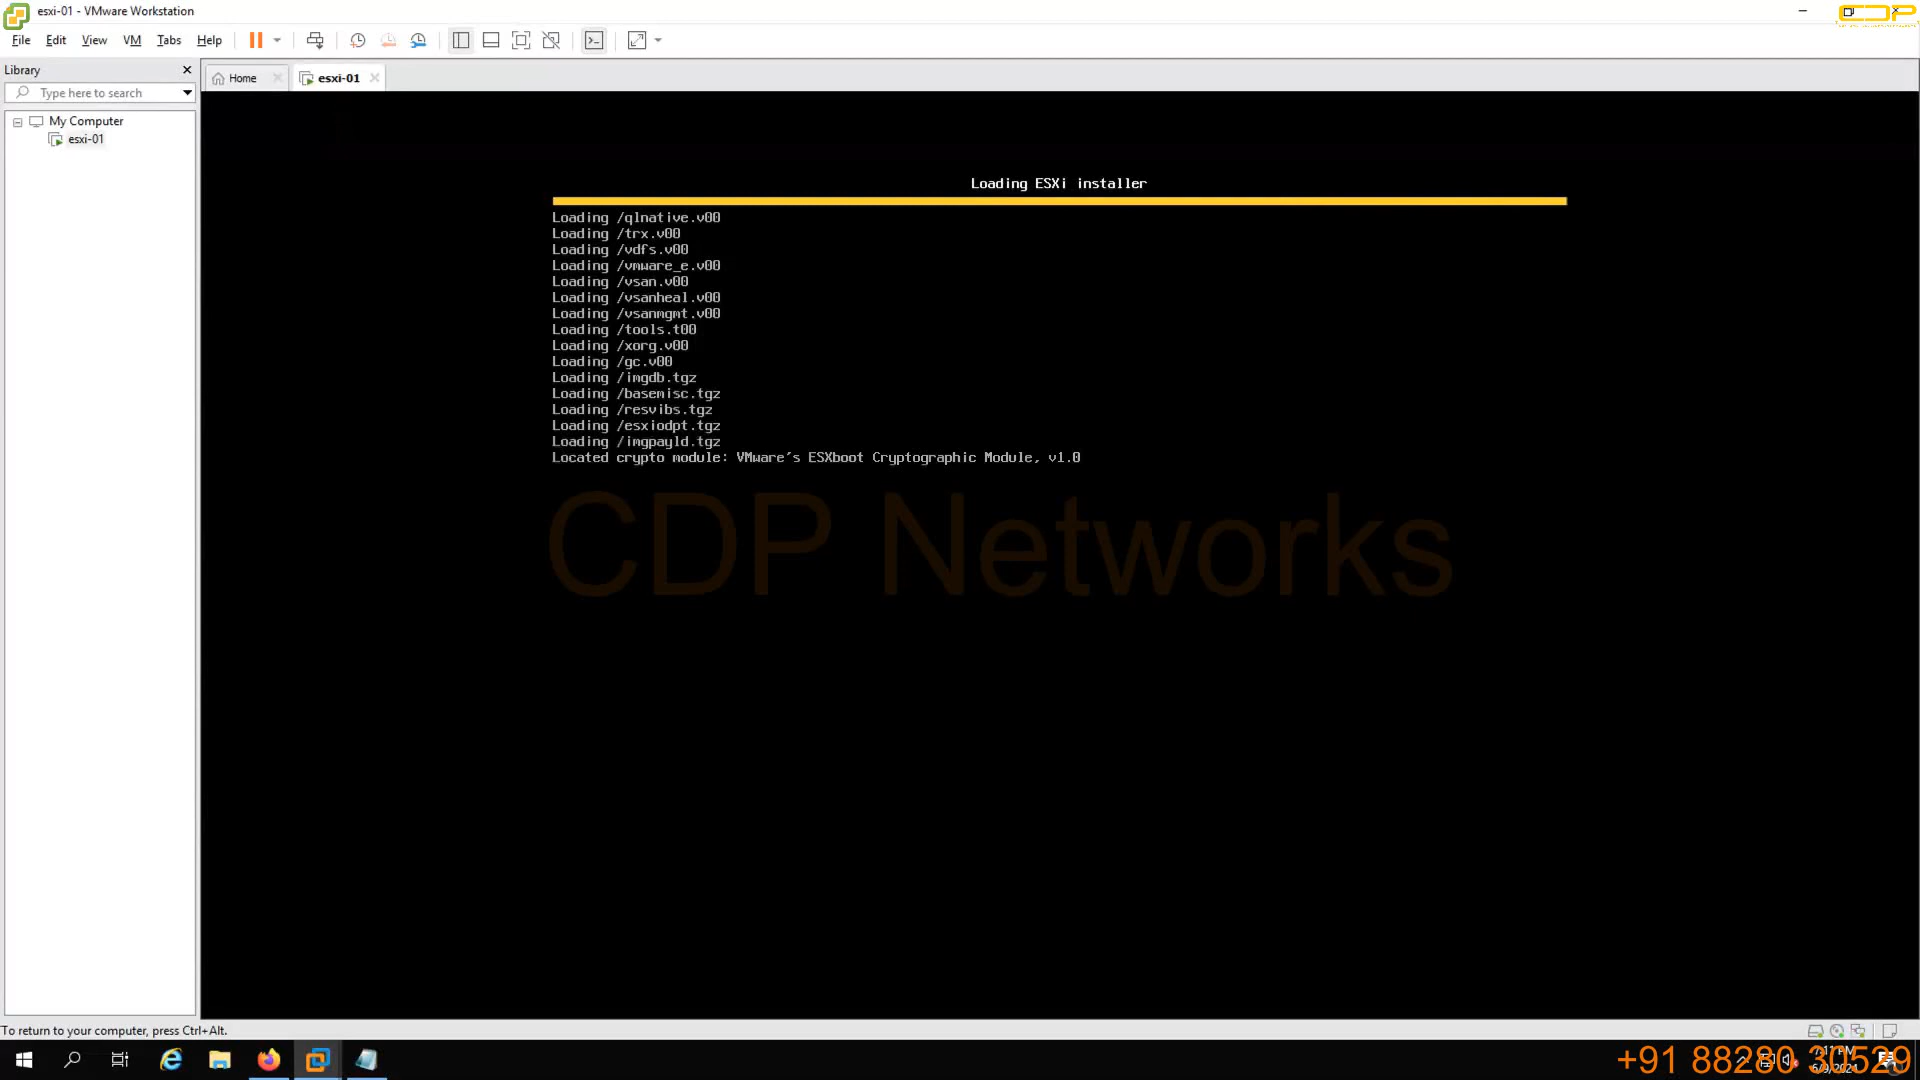 esxi-01 - VMware Workstation
CDP
File Edit View VM Tabs Help
Library
Home
esxi-01
Type here to search
My Computer
esxi-01
Loading ESXi installer
Loading /qlnative.v00
Loading /trx.v00
Loading /vdfs.v00
Loading /vmware_e.v00
Loading /vsan.v00
Loading /vsanheal.v00
Loading /vsanmgmt.v00
Loading /tools.t00
Loading /xorg.v00
Loading /gc.v00
Loading /imgdb.tgz
Loading /basemisc.tgz
Loading /resvibs.tgz
Loading /esxiodpt.tgz
Loading /imgpayld.tgz
Located crypto module: VMware's ESXboot Cryptographic Module, v1.0
CDP Networks
To return to your computer, press Ctrl+Alt.
+91 88280 30529